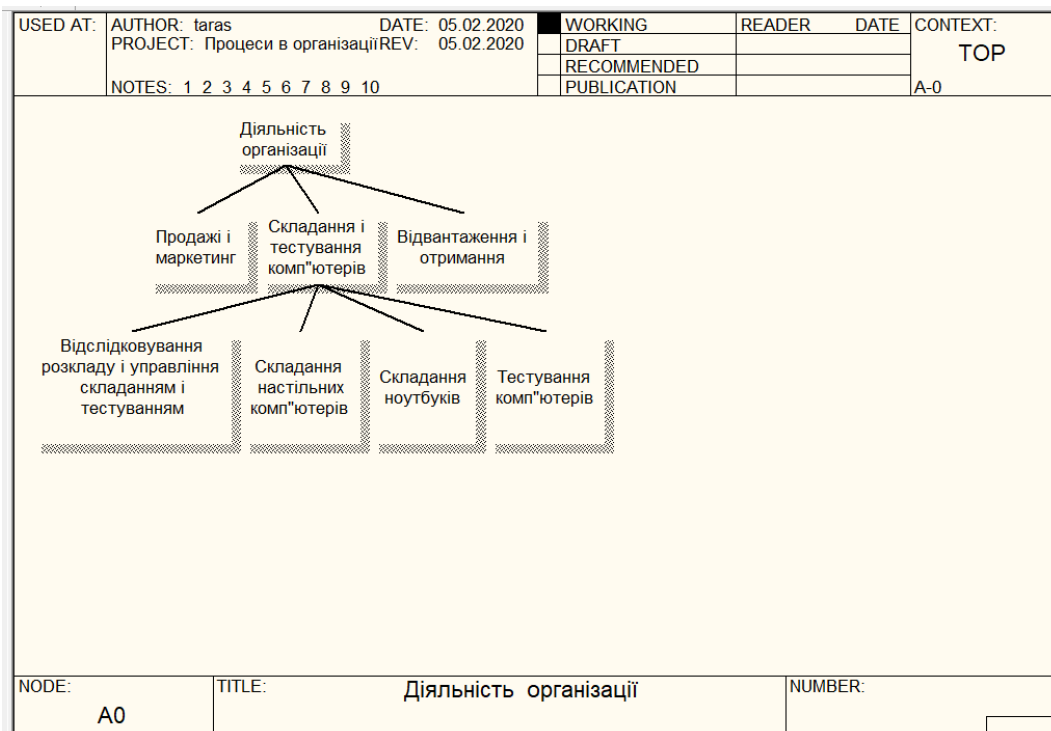 USED AT:
AUTHOR: taras
DATE: 05.02.2020
PROJECT: Процеси в організації
REV: 05.02.2020
NOTES: 1 2 3 4 5 6 7 8 9 10
WORKING
DRAFT
RECOMMENDED
PUBLICATION
READER
DATE
CONTEXT:
TOP
A-0
Діяльність
організації
Продажі і
маркетинг
Складання і
тестування
комп"ютерів
Відвантаження і
отримання
Відслідковування
розкладу і управління
складанням і
тестуванням
Складання
настільних
комп"ютерів
Складання
ноутбуків
Тестування
комп"ютерів
NODE:
A0
TITLE:
Діяльність організації
NUMBER: